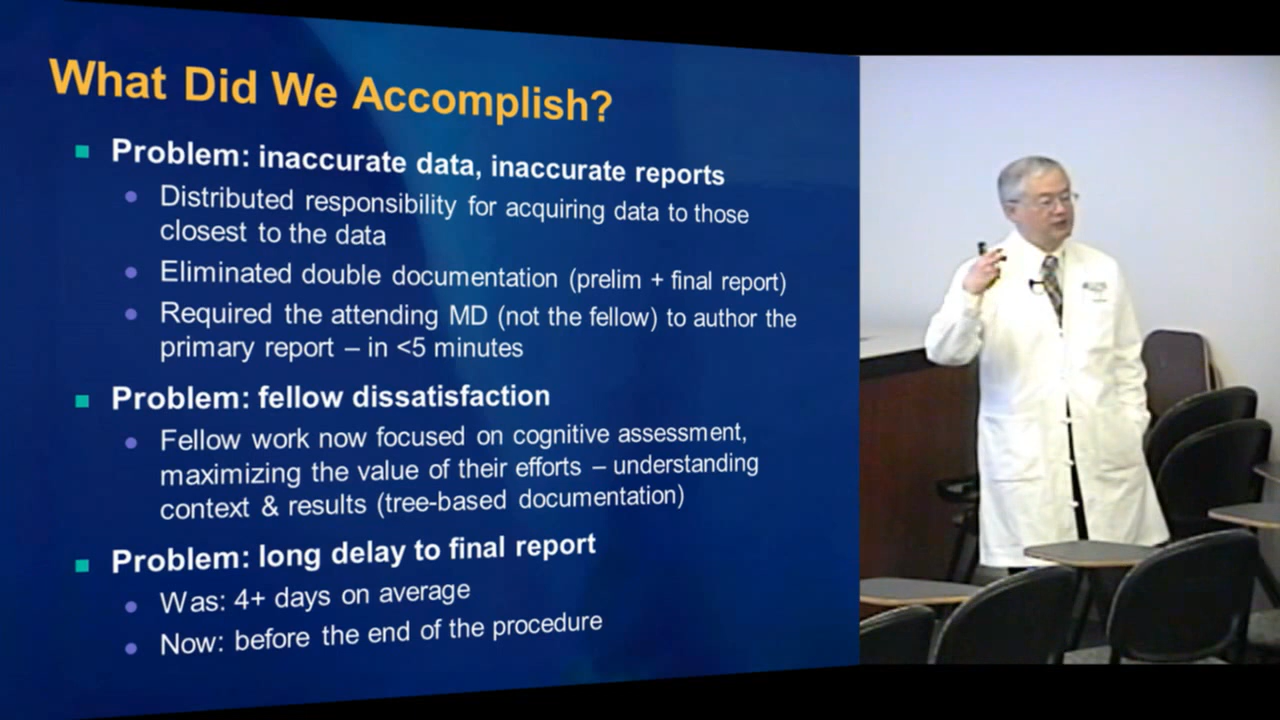 What Did We Accomplish?
Problem: inaccurate data, inaccurate reports
Distributed responsibility for acquiring data to those
closest to the data
Eliminated double documentation (prelim + final report)
Required the attending MD (not the fellow) to author the
primary report – in <5 minutes
Problem: fellow dissatisfaction
Fellow work now focused on cognitive assessment,
maximizing the value of their efforts – understanding
context & results (tree-based documentation)
Problem: long delay to final report
Was: 4+ days on average
Now: before the end of the procedure